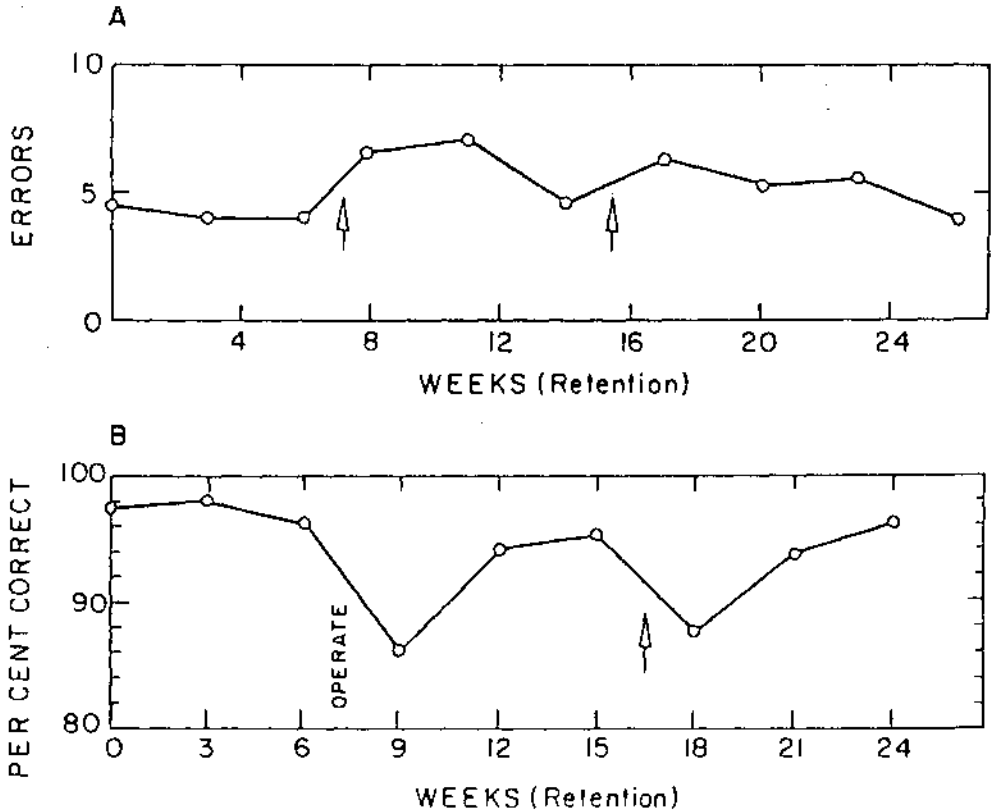 A
10
5
0
ERRORS
4 8 12 16 20 24
WEEKS (Retention)
B
100
90
80
PER CENT CORRECT
OPERATE
0 3 6 9 12 15 18 21 24
WEEKS (Retention)